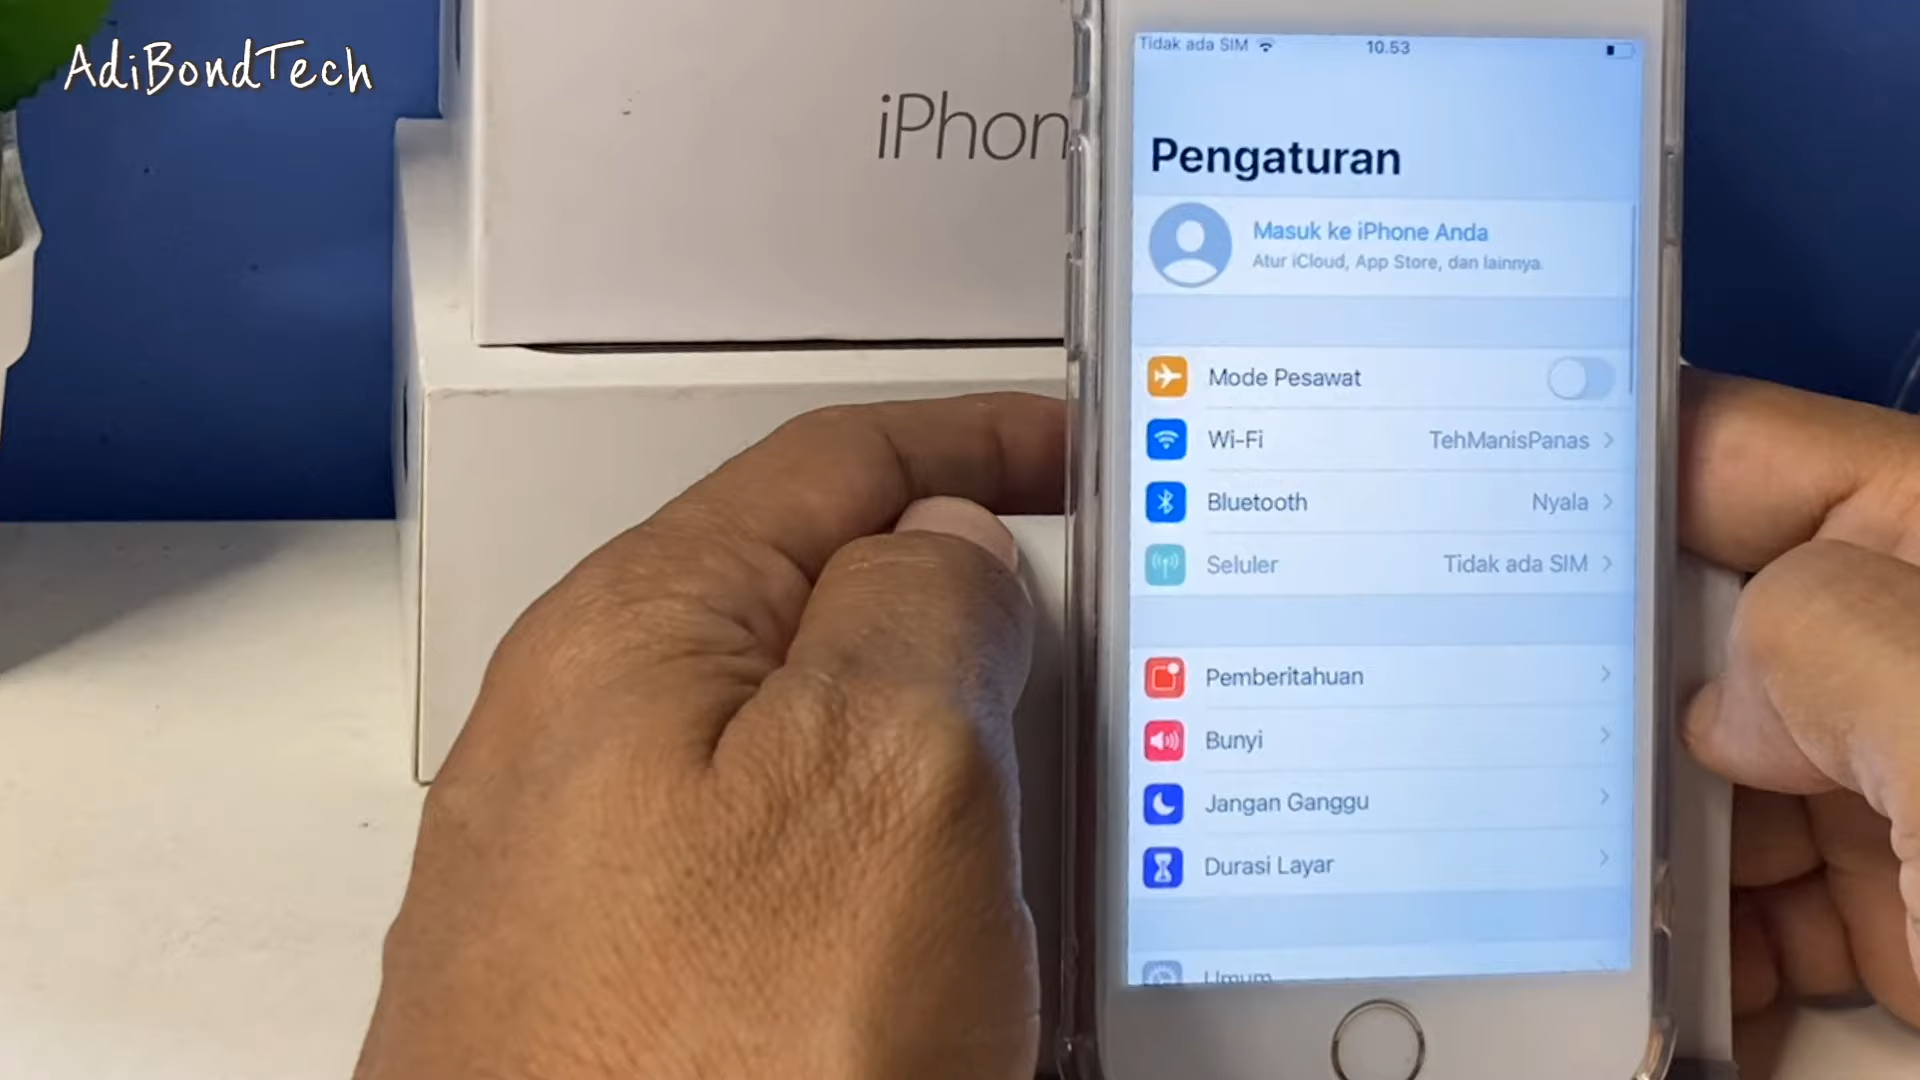 AdiBondTech
iPhon
Tidak ada SIM
10.53
Pengaturan
Masuk ke iPhone Anda
Atur iCloud, App Store, dan lainnya.
Mode Pesawat
Wi-Fi TehManisPanas
Bluetooth Nyala
Seluler Tidak ada SIM
Pemberitahuan
Bunyi
Jangan Ganggu
Durasi Layar
Umum